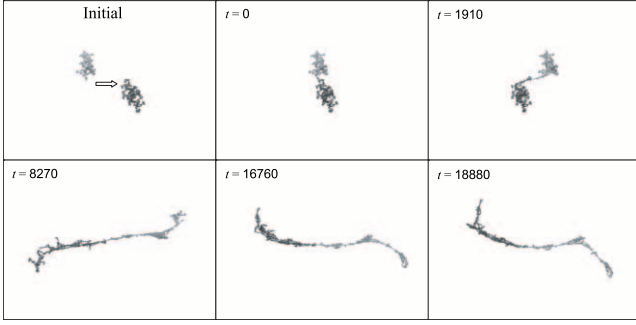 Initial
t = 0
t = 1910
t = 8270
t = 16760
t = 18880